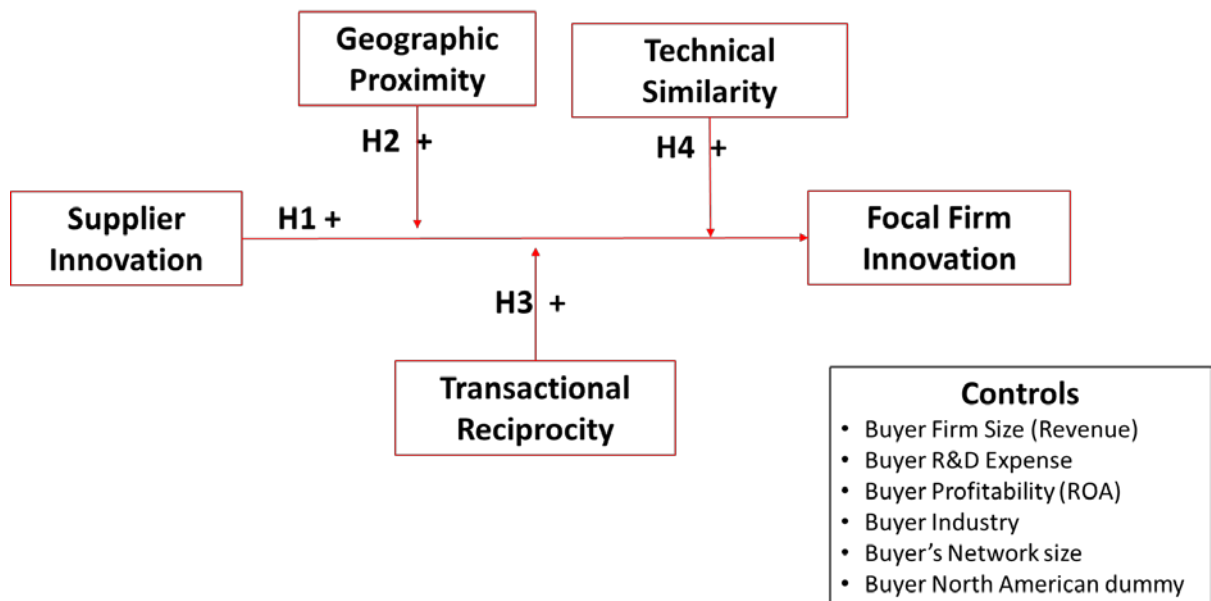 Geographic
Proximity
Technical
Similarity
H2 +
H4 +
Supplier
Innovation
H1 +
Focal Firm
Innovation
H3 +
Transactional
Reciprocity
Controls
• Buyer Firm Size (Revenue)
• Buyer R&D Expense
• Buyer Profitability (ROA)
• Buyer Industry
• Buyer's Network size
• Buyer North American dummy